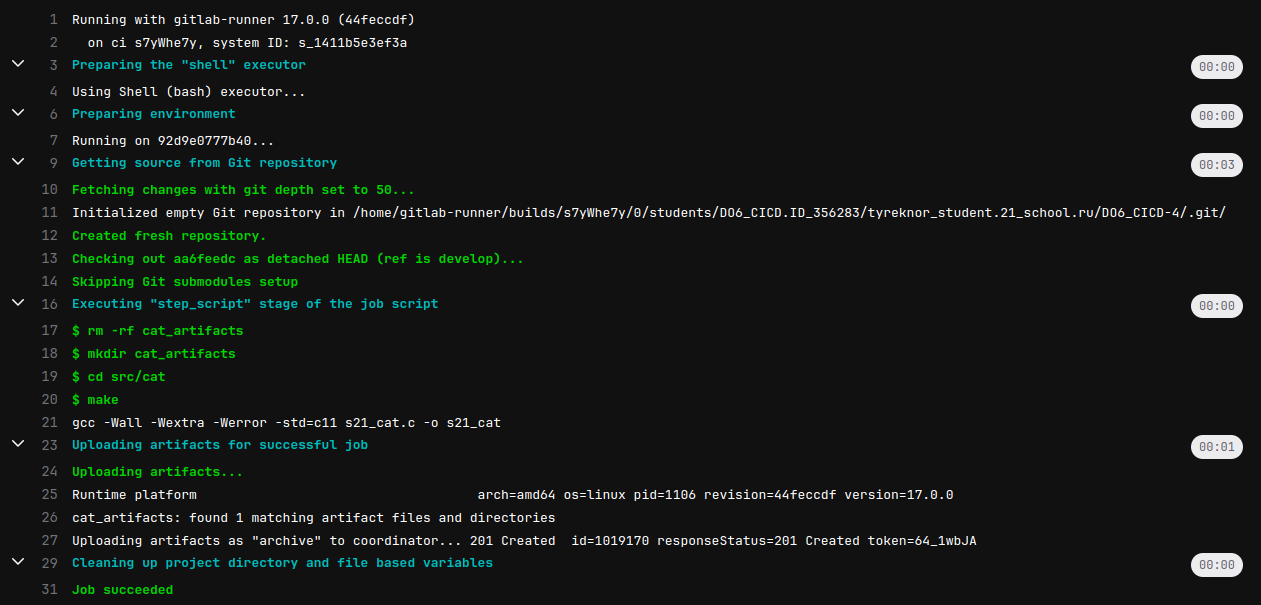 1 Running with gitlab-runner 17.0.0 (44feccdf)
2 on ci s7yWhe7y, system ID: s_1411b5e3ef3a
3 Preparing the "shell" executor 00:00
4 Using Shell (bash) executor...
6 Preparing environment 00:00
7 Running on 92d9e0777b40...
9 Getting source from Git repository 00:03
10 Fetching changes with git depth set to 50...
11 Initialized empty Git repository in /home/gitlab-runner/builds/s7yWhe7y/0/students/DO6_CICD.ID_356283/tyreknor_student.21_school.ru/DO6_CICD-4/.git/
12 Created fresh repository.
13 Checking out aa6feedc as detached HEAD (ref is develop)...
14 Skipping Git submodules setup
16 Executing "step_script" stage of the job script 00:00
17 $ rm -rf cat_artifacts
18 $ mkdir cat_artifacts
19 $ cd src/cat
20 $ make
21 gcc -Wall -Wextra -Werror -std=c11 s21_cat.c -o s21_cat
23 Uploading artifacts for successful job 00:01
24 Uploading artifacts...
25 Runtime platform arch=amd64 os=linux pid=1106 revision=44feccdf version=17.0.0
26 cat_artifacts: found 1 matching artifact files and directories
27 Uploading artifacts as "archive" to coordinator... 201 Created id=1019170 responseStatus=201 Created token=64_1WbJA
29 Cleaning up project directory and file based variables 00:00
31 Job succeeded